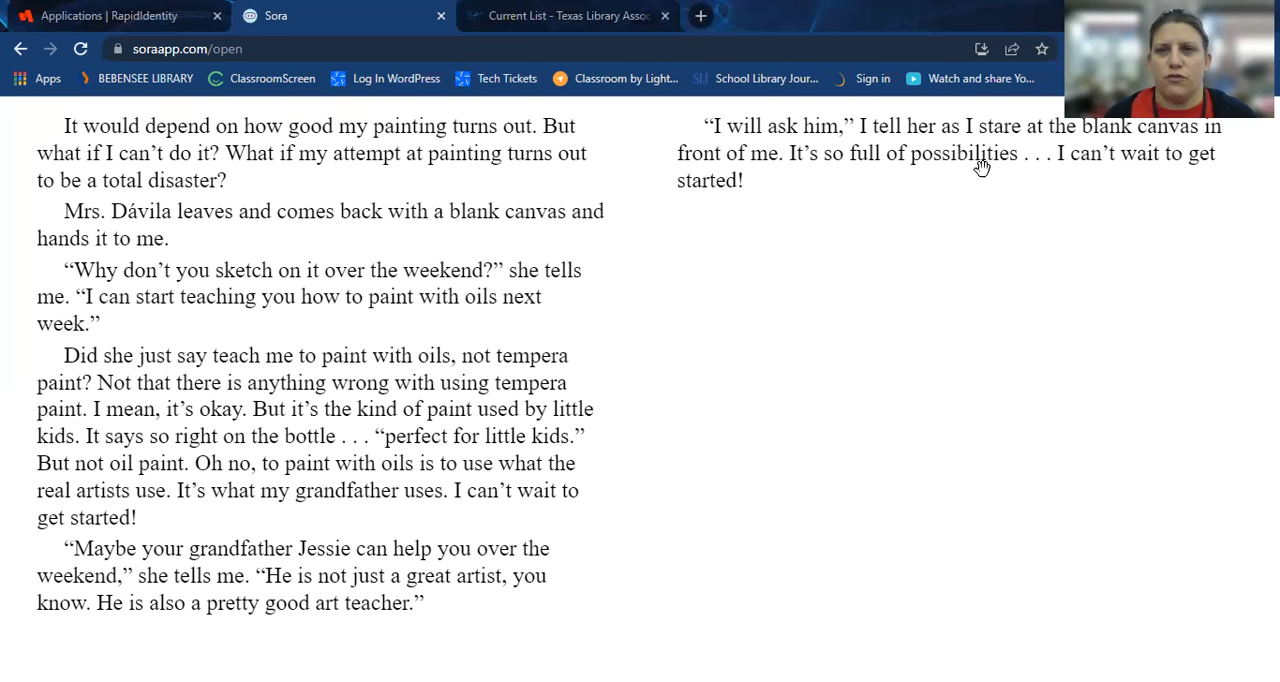 Applications | RapidIdentity
Sora
Current List - Texas Library Assoc
soraapp.com/open
Apps
BEBENSEE LIBRARY
ClassroomScreen
Log In WordPress
Tech Tickets
Classroom by Light...
SLJ School Library Jour...
Sign in
Watch and share Yo...
It would depend on how good my painting turns out. But
what if I can’t do it? What if my attempt at painting turns out
to be a total disaster?
Mrs. Dávila leaves and comes back with a blank canvas and
hands it to me.
“Why don’t you sketch on it over the weekend?” she tells
me. “I can start teaching you how to paint with oils next
week.”
Did she just say teach me to paint with oils, not tempera
paint? Not that there is anything wrong with using tempera
paint. I mean, it’s okay. But it’s the kind of paint used by little
kids. It says so right on the bottle . . . “perfect for little kids.”
But not oil paint. Oh no, to paint with oils is to use what the
real artists use. It’s what my grandfather uses. I can’t wait to
get started!
“Maybe your grandfather Jessie can help you over the
weekend,” she tells me. “He is not just a great artist, you
know. He is also a pretty good art teacher.”
“I will ask him,” I tell her as I stare at the blank canvas in
front of me. It’s so full of possibilities . . . I can’t wait to get
started!